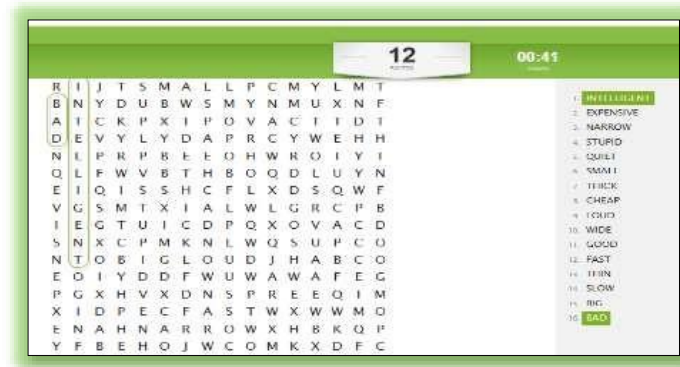 12
00:41
R I J T S M A L L P C M Y L M T
B N Y D U B W S M Y N M U X N F
A T C K P X I P O V A C T I D T
D E V Y L Y D A P R C Y W E H H
N L P R P B E E O H W R O I Y I
Q L F W V B T H B O Q D L U Y N
E I Q I S S H C F L X D S Q W F
V G S M T X I A L W L G R C P B
I E G T U I C D P Q X O V A C D
S N X C P M K N L W Q S U P C O
N T O B I G L O U D J H A B C O
E O I Y D D F W U W A W A F E G
P G X H V X D N S P R E E Q I M
X I D P E C F A S T W X W W M O
E N A H N A R R O W X H B K Q P
Y F B E H O J W C O M K X D F C
1. INTELLIGENT
2. EXPENSIVE
3. NARROW
4. STUPID
5. QUIET
6. SMALL
7. THICK
8. CHEAP
9. LOUD
10. WIDE
11. GOOD
12. FAST
13. THIN
14. SLOW
15. BIG
16. BAD